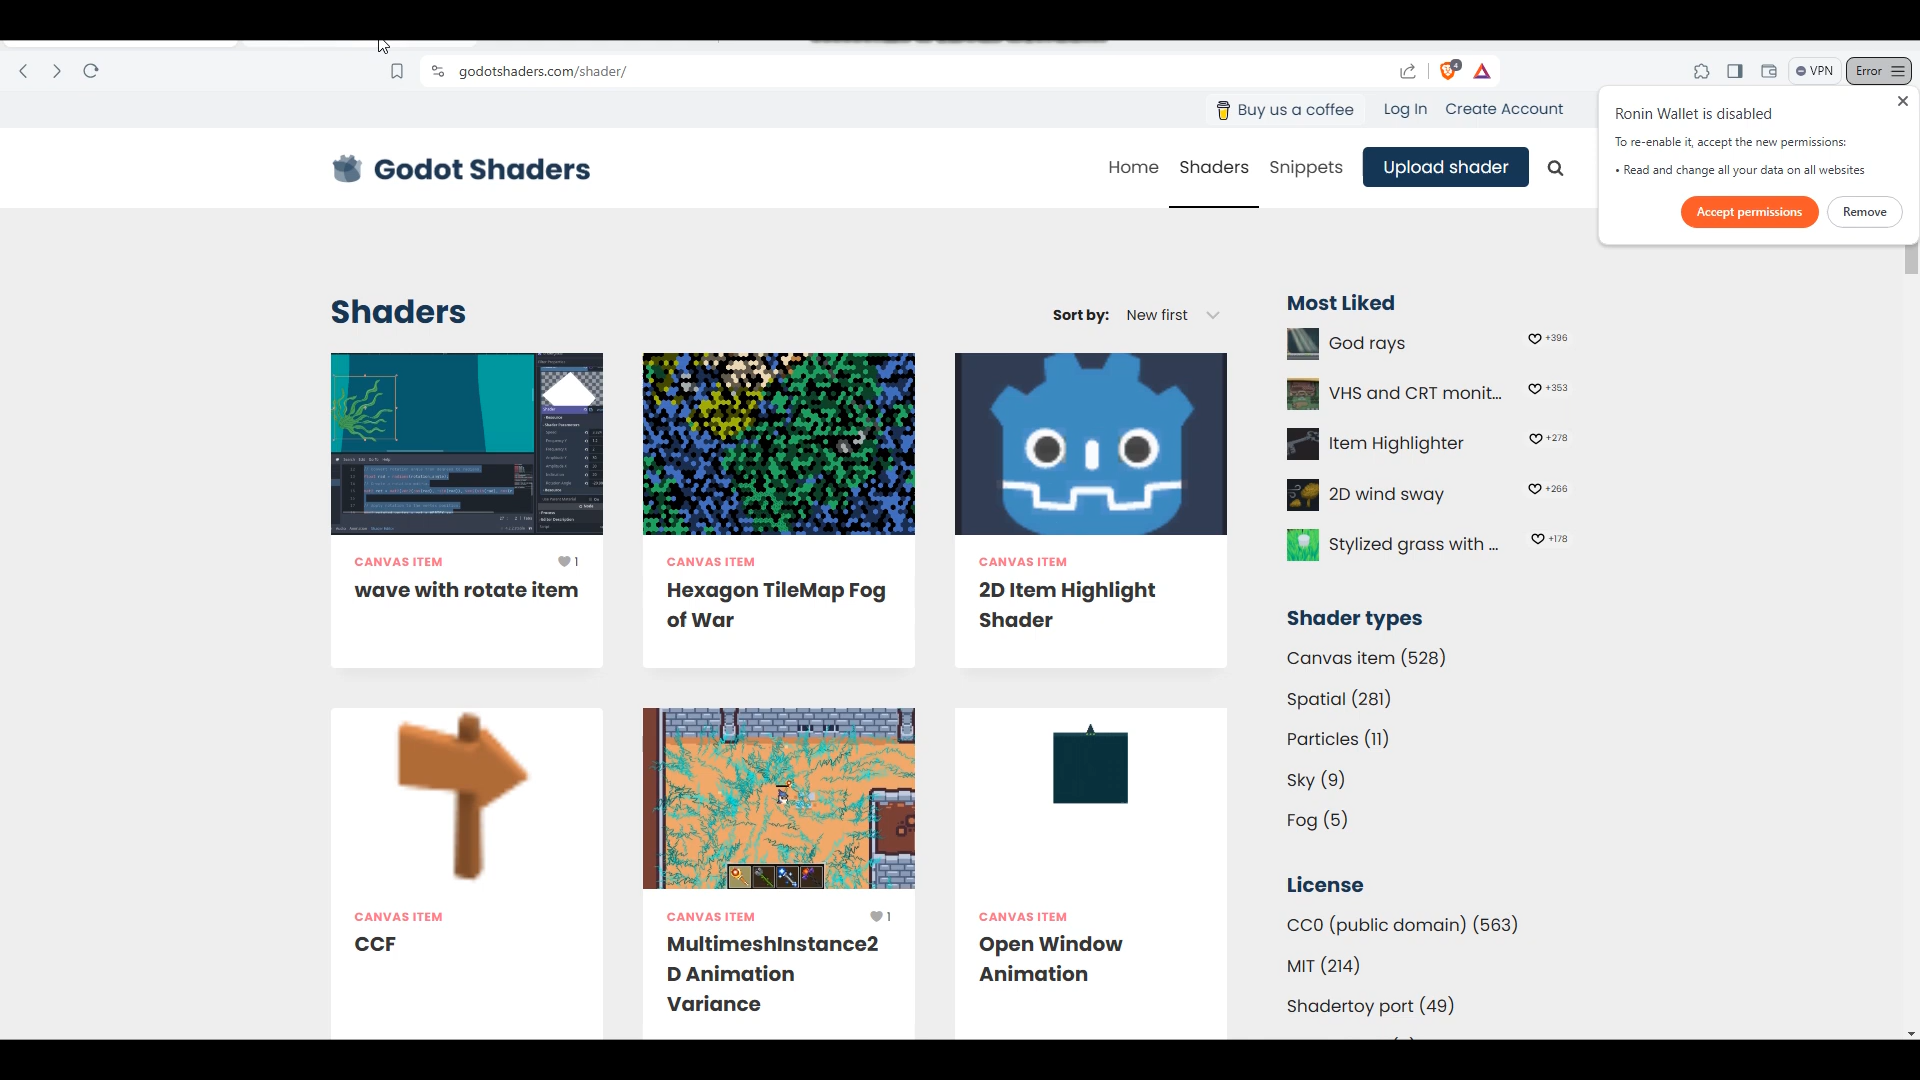 godotshaders.com/shader/
4
VPN
Error
Buy us a coffee
Log In
Create Account
Ronin Wallet is disabled
To re-enable it, accept the new permissions:
• Read and change all your data on all websites
Accept permissions
Remove
Godot Shaders
Home
Shaders
Snippets
Upload shader
Shaders
Sort by:
New first
CANVAS ITEM
1
wave with rotate item
CANVAS ITEM
Hexagon TileMap Fog
of War
CANVAS ITEM
2D Item Highlight
Shader
CANVAS ITEM
CCF
CANVAS ITEM
1
MultimeshInstance2
D Animation
Variance
CANVAS ITEM
Open Window
Animation
Most Liked
God rays
+396
VHS and CRT monit...
+353
Item Highlighter
+278
2D wind sway
+266
Stylized grass with ...
+178
Shader types
Canvas item (528)
Spatial (281)
Particles (11)
Sky (9)
Fog (5)
License
CC0 (public domain) (563)
MIT (214)
Shadertoy port (49)